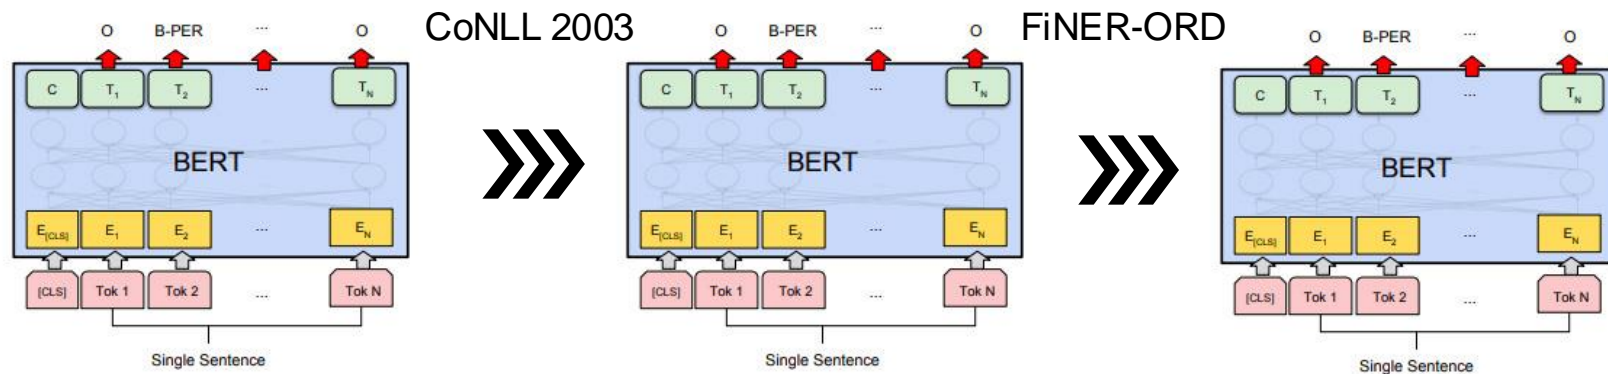 O B-PER ... O CoNLL 2003 O B-PER ... O FiNER-ORD O B-PER ... O
C T1 T2 ... TN C T1 T2 ... TN C T1 T2 ... TN
BERT BERT BERT
E[CLS] E1 E2 ... EN E[CLS] E1 E2 ... EN E[CLS] E1 E2 ... EN
[CLS] Tok 1 Tok 2 ... Tok N [CLS] Tok 1 Tok 2 ... Tok N [CLS] Tok 1 Tok 2 ... Tok N
Single Sentence Single Sentence Single Sentence